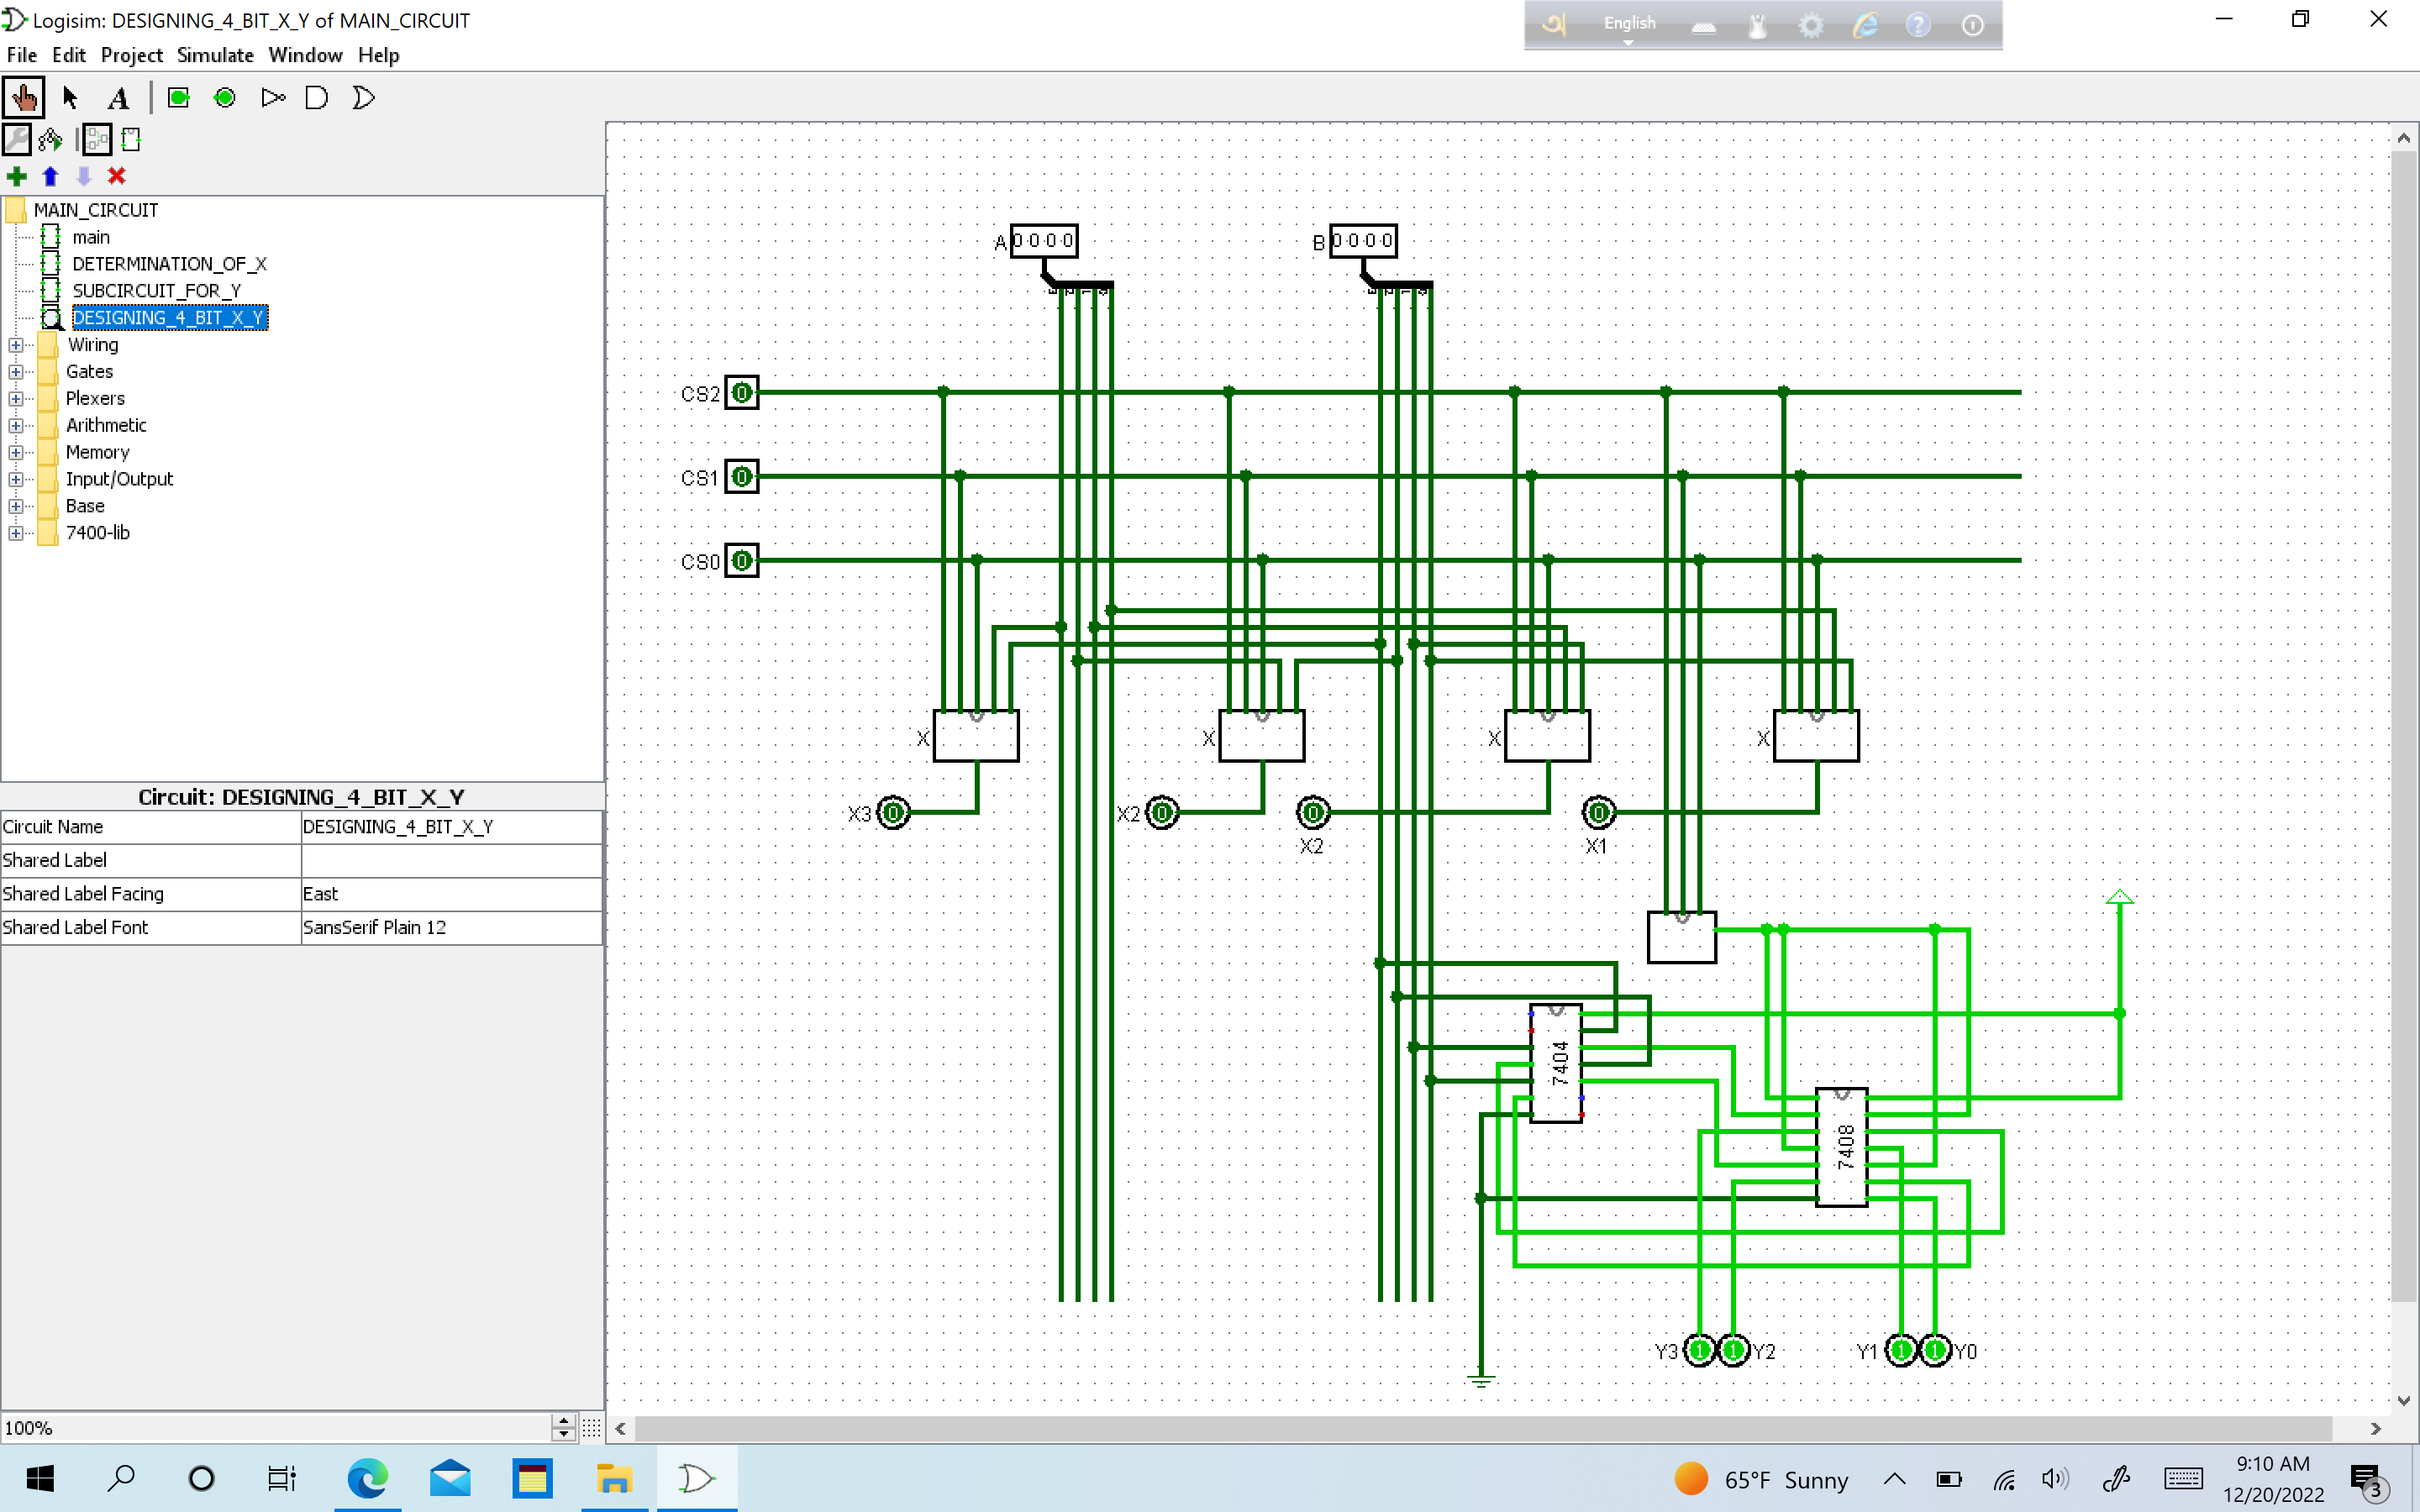 Logisim: DESIGNING_4_BIT_X_Y of MAIN_CIRCUIT
English
File Edit Project Simulate Window Help
A
MAIN_CIRCUIT
main
DETERMINATION_OF_X
SUBCIRCUIT_FOR_Y
DESIGNING_4_BIT_X_Y
Wiring
Gates
Plexers
Arithmetic
Memory
Input/Output
Base
7400-lib
Circuit: DESIGNING_4_BIT_X_Y
Circuit Name DESIGNING_4_BIT_X_Y
Shared Label
Shared Label Facing East
Shared Label Font SansSerif Plain 12
100%
A 0 0 0 0
B 0 0 0 0
CS2 0
CS1 0
CS0 0
X
X
X
X
X3 0
X2 0
0
X2
0
X1
7404
7408
Y3 1 1 Y2
Y1 1 1 Y0
65°F Sunny
9:10 AM
12/20/2022
3